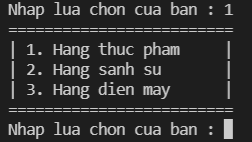 Nhap lua chon cua ban : 1
=========================
| 1. Hang thuc pham     |
| 2. Hang sanh su       |
| 3. Hang dien may      |
=========================
Nhap lua chon cua ban :